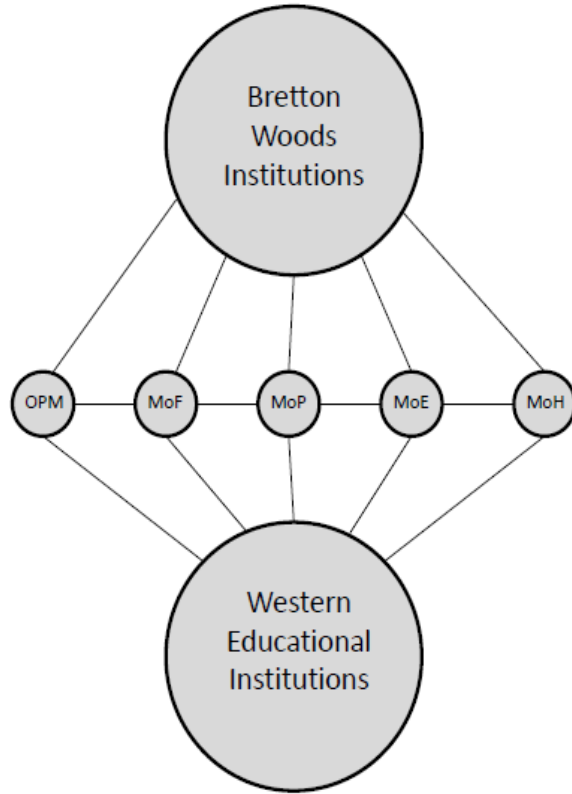 Bretton
Woods
Institutions
OPM MoF MoP MoE MoH
Western
Educational
Institutions